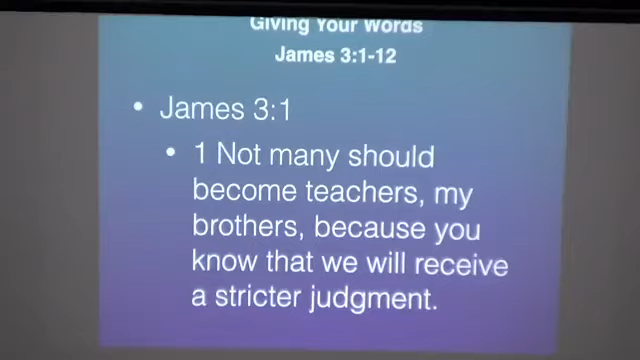 Giving Your Words
James 3:1-12
• James 3:1
• 1 Not many should
become teachers, my
brothers, because you
know that we will receive
a stricter judgment.